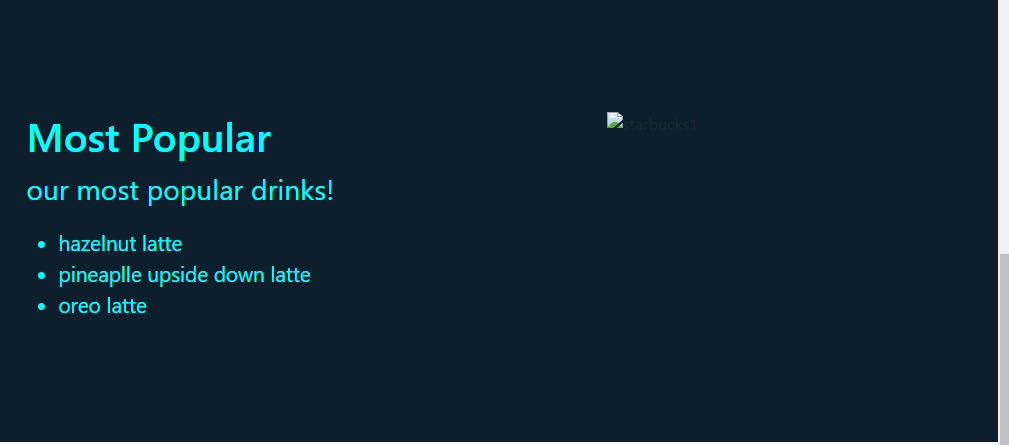 Most Popular
starbucks1
our most popular drinks!
hazelnut latte
pineaplle upside down latte
oreo latte